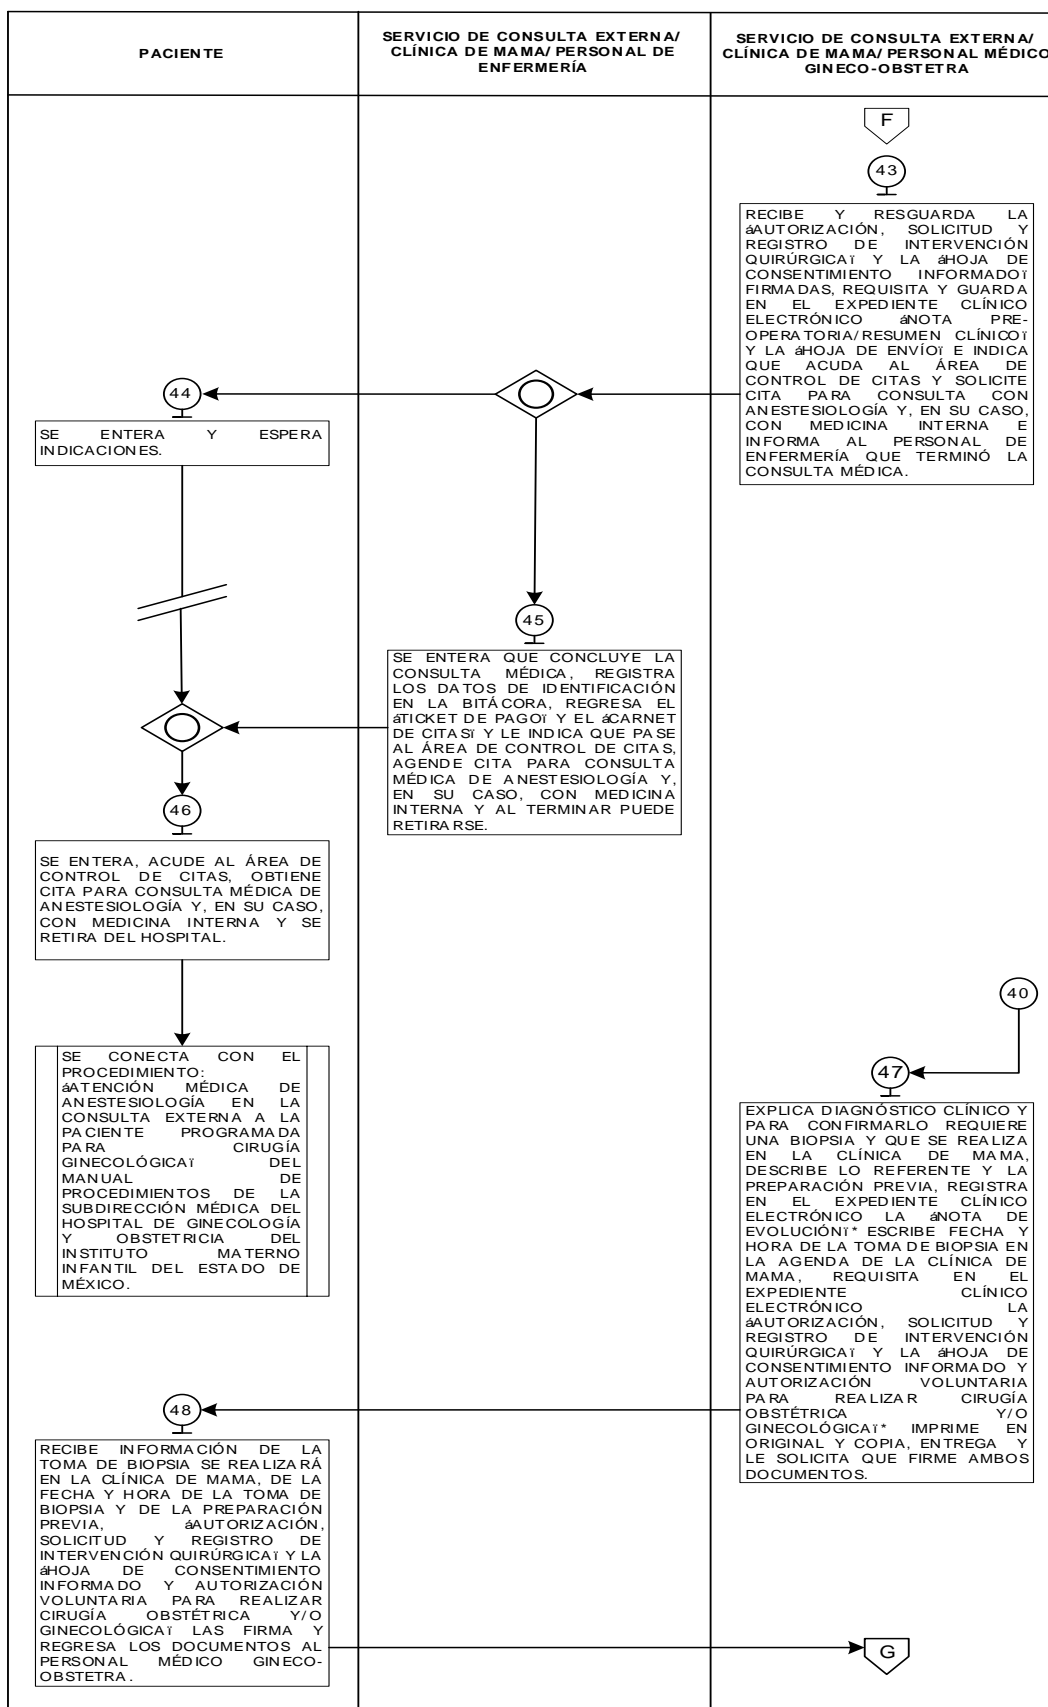 PACIENTE
SERVICIO DE CONSULTA EXTERNA/
CLÍNICA DE MAMA/ PERSONAL DE
ENFERMERÍA
SERVICIO DE CONSULTA EXTERNA/
CLÍNICA DE MAMA/ PERSONAL MÉDICO
GINECO-OBSTETRA
F
43
RECIBE Y RESGUARDA LA
áAUTORIZACIÓN, SOLICITUD Y
REGISTRO DE INTERVENCIÓN
QUIRÚRGICAï Y LA áHOJA DE
CONSENTIMIENTO INFORMADOï
FIRMADAS, REQUISITA Y GUARDA
EN EL EXPEDIENTE CLÍNICO
ELECTRÓNICO áNOTA PRE-
OPERATORIA/RESUMEN CLÍNICOï
Y LA áHOJA DE ENVÍOï E INDICA
QUE ACUDA AL ÁREA DE
CONTROL DE CITAS Y SOLICITE
CITA PARA CONSULTA CON
ANESTESIOLOGÍA Y, EN SU CASO,
CON MEDICINA INTERNA E
INFORMA AL PERSONAL DE
ENFERMERÍA QUE TERMINÓ LA
CONSULTA MÉDICA.
44
SE ENTERA Y ESPERA
INDICACIONES.
45
SE ENTERA QUE CONCLUYE LA
CONSULTA MÉDICA, REGISTRA
LOS DATOS DE IDENTIFICACIÓN
EN LA BITÁCORA, REGRESA EL
áTICKET DE PAGOï Y EL áCARNET
DE CITASï Y LE INDICA QUE PASE
AL ÁREA DE CONTROL DE CITAS,
AGENDE CITA PARA CONSULTA
MÉDICA DE ANESTESIOLOGÍA Y,
EN SU CASO, CON MEDICINA
INTERNA Y AL TERMINAR PUEDE
RETIRARSE.
46
SE ENTERA, ACUDE AL ÁREA DE
CONTROL DE CITAS, OBTIENE
CITA PARA CONSULTA MÉDICA DE
ANESTESIOLOGÍA Y, EN SU CASO,
CON MEDICINA INTERNA Y SE
RETIRA DEL HOSPITAL.
SE CONECTA CON EL
PROCEDIMIENTO:
áATENCIÓN MÉDICA DE
ANESTESIOLOGÍA EN LA
CONSULTA EXTERNA A LA
PACIENTE PROGRAMADA
PARA CIRUGÍA
GINECOLÓGICAï DEL
MANUAL DE
PROCEDIMIENTOS DE LA
SUBDIRECCIÓN MÉDICA DEL
HOSPITAL DE GINECOLOGÍA
Y OBSTETRICIA DEL
INSTITUTO MATERNO
INFANTIL DEL ESTADO DE
MÉXICO.
40
47
EXPLICA DIAGNÓSTICO CLÍNICO Y
PARA CONFIRMARLO REQUIERE
UNA BIOPSIA Y QUE SE REALIZA
EN LA CLÍNICA DE MAMA,
DESCRIBE LO REFERENTE Y LA
PREPARACIÓN PREVIA, REGISTRA
EN EL EXPEDIENTE CLÍNICO
ELECTRÓNICO LA áNOTA DE
EVOLUCIÓNï* ESCRIBE FECHA Y
HORA DE LA TOMA DE BIOPSIA EN
LA AGENDA DE LA CLÍNICA DE
MAMA, REQUISITA EN EL
EXPEDIENTE CLÍNICO
ELECTRÓNICO LA
áAUTORIZACIÓN, SOLICITUD Y
REGISTRO DE INTERVENCIÓN
QUIRÚRGICAï Y LA áHOJA DE
CONSENTIMIENTO INFORMADO Y
AUTORIZACIÓN VOLUNTARIA
PARA REALIZAR CIRUGÍA
OBSTÉTRICA Y/O
GINECOLÓGICAï* IMPRIME EN
ORIGINAL Y COPIA, ENTREGA Y
LE SOLICITA QUE FIRME AMBOS
DOCUMENTOS.
48
RECIBE INFORMACIÓN DE LA
TOMA DE BIOPSIA SE REALIZARÁ
EN LA CLÍNICA DE MAMA, DE LA
FECHA Y HORA DE LA TOMA DE
BIOPSIA Y DE LA PREPARACIÓN
PREVIA, áAUTORIZACIÓN,
SOLICITUD Y REGISTRO DE
INTERVENCIÓN QUIRÚRGICAï Y LA
áHOJA DE CONSENTIMIENTO
INFORMADO Y AUTORIZACIÓN
VOLUNTARIA PARA REALIZAR
CIRUGÍA OBSTÉTRICA Y/O
GINECOLÓGICAï LAS FIRMA Y
REGRESA LOS DOCUMENTOS AL
PERSONAL MÉDICO GINECO-
OBSTETRA.
G